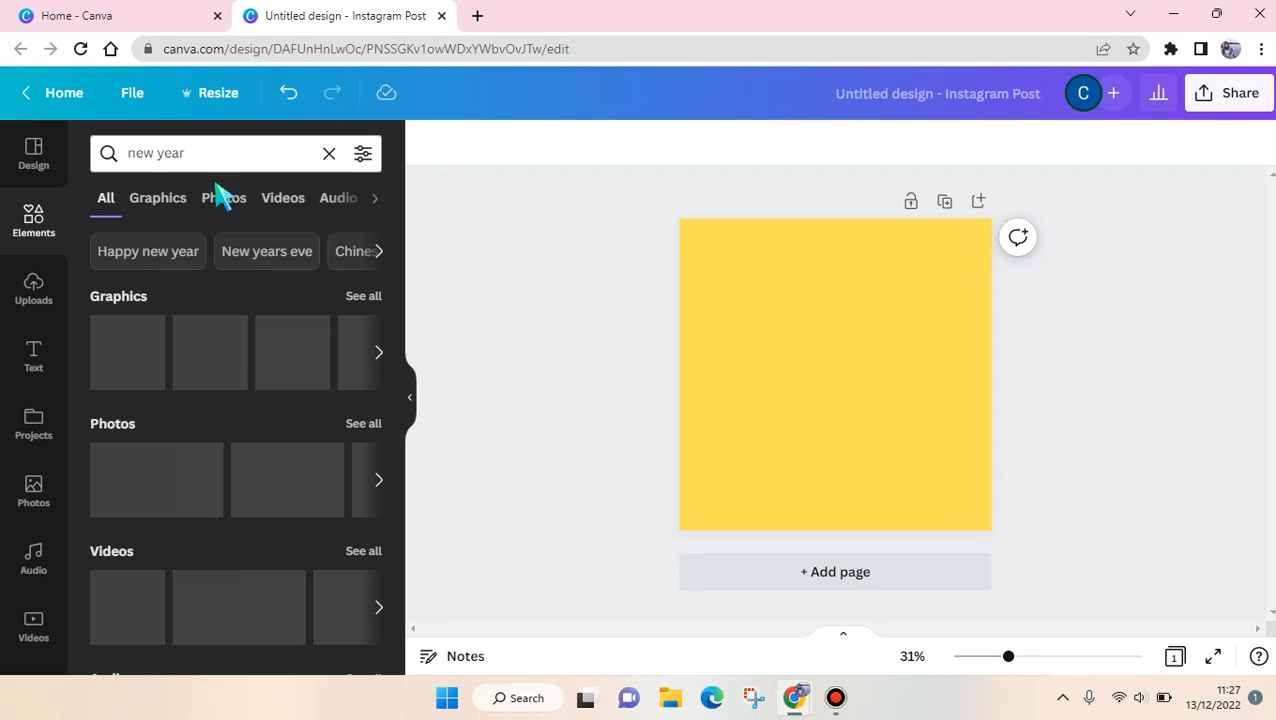 Home - Canva
Untitled design - Instagram Post
canva.com/design/DAFUnHnLwOc/PNSSGKv1owWDxYWbvOvJTw/edit
Home
File
Resize
Untitled design - Instagram Post
C
Share
Design
Elements
Uploads
Text
Projects
Photos
Audio
Videos
new year
All
Graphics
Photos
Videos
Audio
Happy new year
New years eve
Chines
Graphics
See all
Photos
See all
Videos
See all
+ Add page
Notes
31%
1
Search
11:27
13/12/2022
1